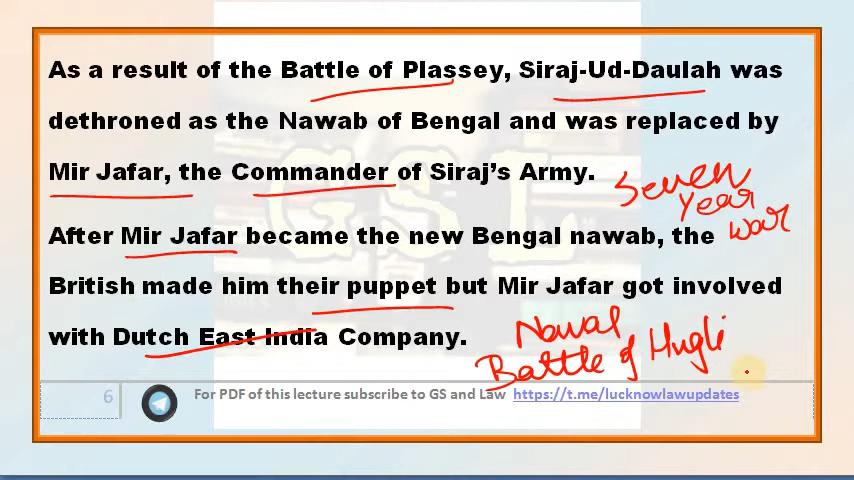 As a result of the Battle of Plassey, Siraj-Ud-Daulah was
dethroned as the Nawab of Bengal and was replaced by
Mir Jafar, the Commander of Siraj's Army.
Seven
Year
War
After Mir Jafar became the new Bengal nawab, the
British made him their puppet but Mir Jafar got involved
with Dutch East India Company.
Naval
Battle of Hugli
GSL
6
For PDF of this lecture subscribe to GS and Law https://t.me/lucknowlawupdates